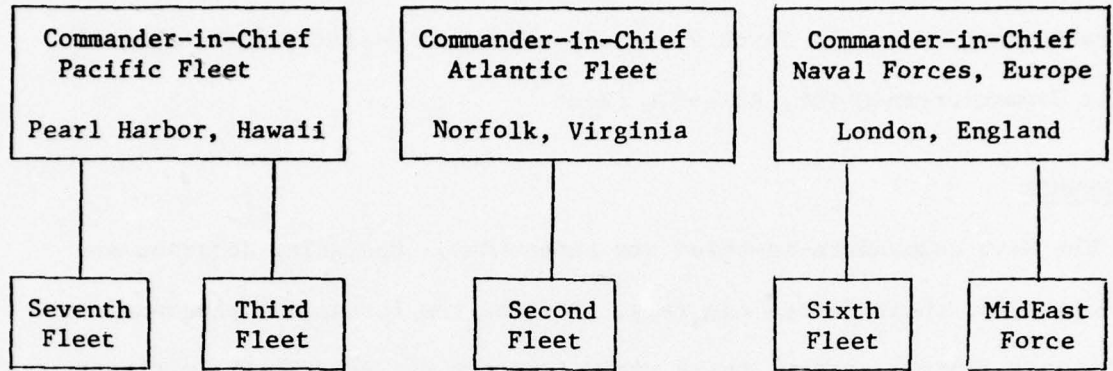 Commander-in-Chief
Pacific Fleet
Pearl Harbor, Hawaii
Commander-in-Chief
Atlantic Fleet
Norfolk, Virginia
Commander-in-Chief
Naval Forces, Europe
London, England
Seventh
Fleet
Third
Fleet
Second
Fleet
Sixth
Fleet
MidEast
Force